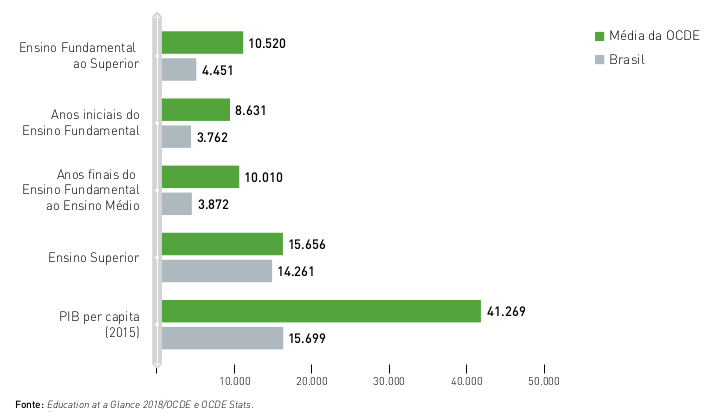 Média da OCDE
Brasil
Ensino Fundamental
ao Superior
10.520
4.451
Anos iniciais do
Ensino Fundamental
8.631
3.762
Anos finais do
Ensino Fundamental
ao Ensino Médio
10.010
3.872
Ensino Superior
15.656
14.261
PIB per capita
(2015)
41.269
15.699
10.000 20.000 30.000 40.000 50.000
Fonte: Education at a Glance 2018/OCDE e OCDE Stats.